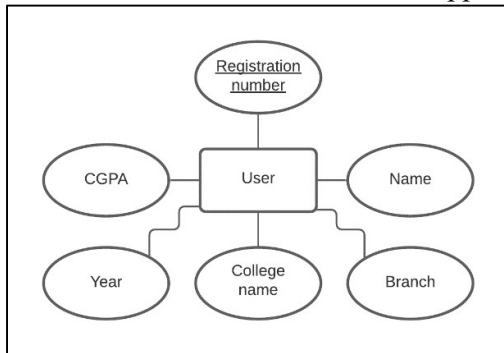 Registration
number
CGPA
User
Name
Year
College
name
Branch